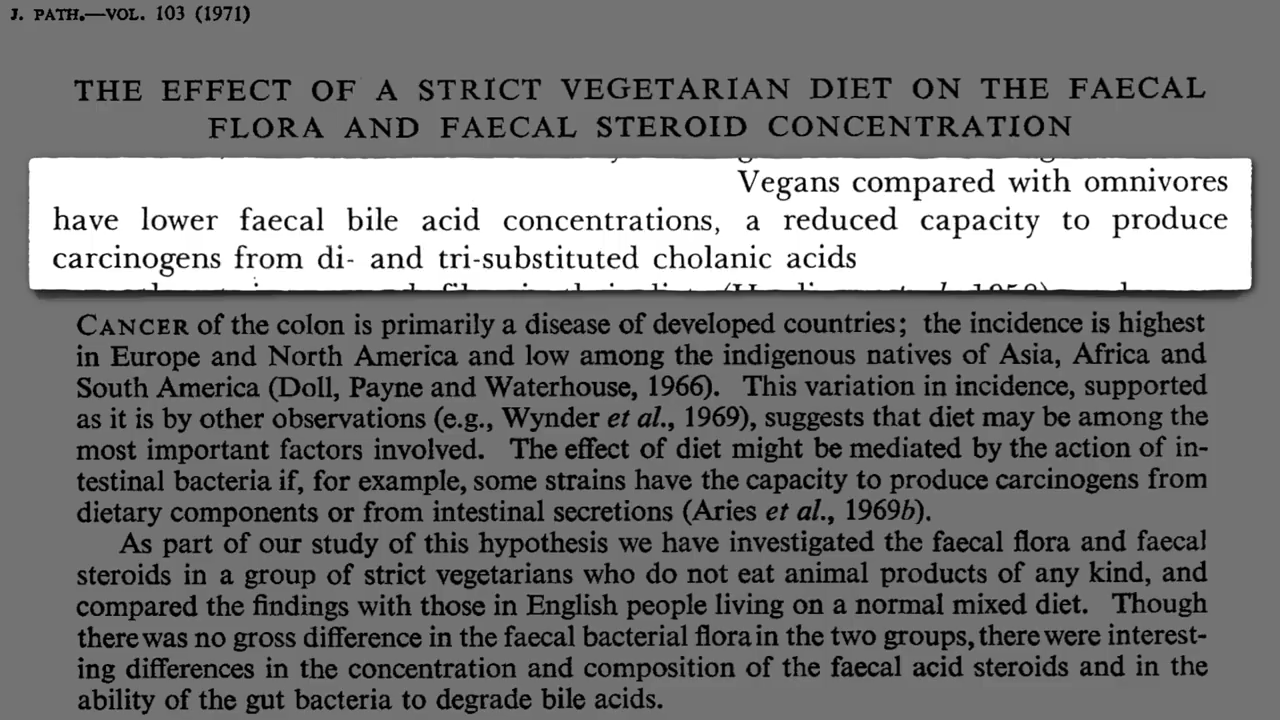 J. PATH.—VOL. 103 (1971)
THE EFFECT OF A STRICT VEGETARIAN DIET ON THE FAECAL
FLORA AND FAECAL STEROID CONCENTRATION
Vegans compared with omnivores
have lower faecal bile acid concentrations, a reduced capacity to produce
carcinogens from di- and tri-substituted cholanic acids
CANCER of the colon is primarily a disease of developed countries; the incidence is highest
in Europe and North America and low among the indigenous natives of Asia, Africa and
South America (Doll, Payne and Waterhouse, 1966). This variation in incidence, supported
as it is by other observations (e.g., Wynder et al., 1969), suggests that diet may be among the
most important factors involved. The effect of diet might be mediated by the action of in-
testinal bacteria if, for example, some strains have the capacity to produce carcinogens from
dietary components or from intestinal secretions (Aries et al., 1969b).
As part of our study of this hypothesis we have investigated the faecal flora and faecal
steroids in a group of strict vegetarians who do not eat animal products of any kind, and
compared the findings with those in English people living on a normal mixed diet. Though
there was no gross difference in the faecal bacterial flora in the two groups, there were interest-
ing differences in the concentration and composition of the faecal acid steroids and in the
ability of the gut bacteria to degrade bile acids.